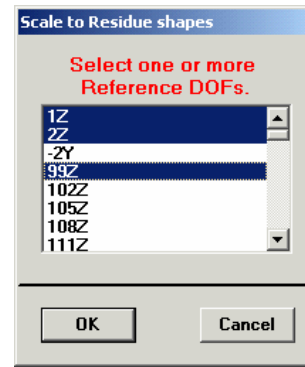 Scale to Residue shapes
Select one or more
Reference DOFs.
1Z
2Z
-2Y
99Z
102Z
105Z
108Z
111Z
OK
Cancel